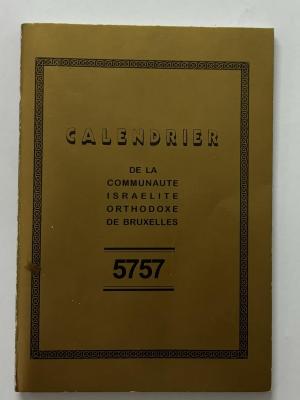 CALENDRIER
DE LA
COMMUNAUTE
ISRAELITE
ORTHODOXE
DE BRUXELLES
5757